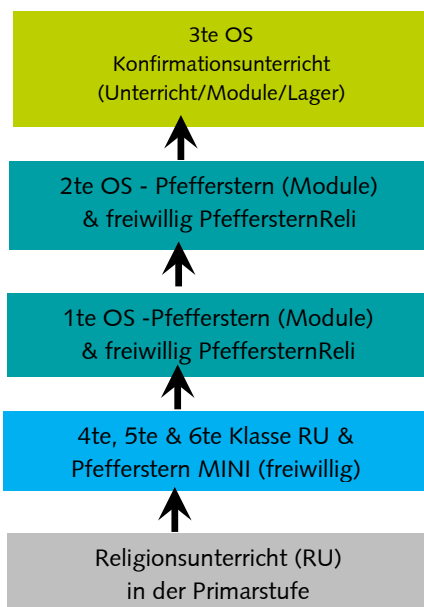 3te OS
Konfirmationsunterricht
(Unterricht/Module/Lager)
2te OS - Pfefferstern (Module)
& freiwillig PfeffersternReli
1te OS -Pfefferstern (Module)
& freiwillig PfeffersternReli
4te, 5te & 6te Klasse RU &
Pfefferstern MINI (freiwillig)
Religionsunterricht (RU)
in der Primarstufe